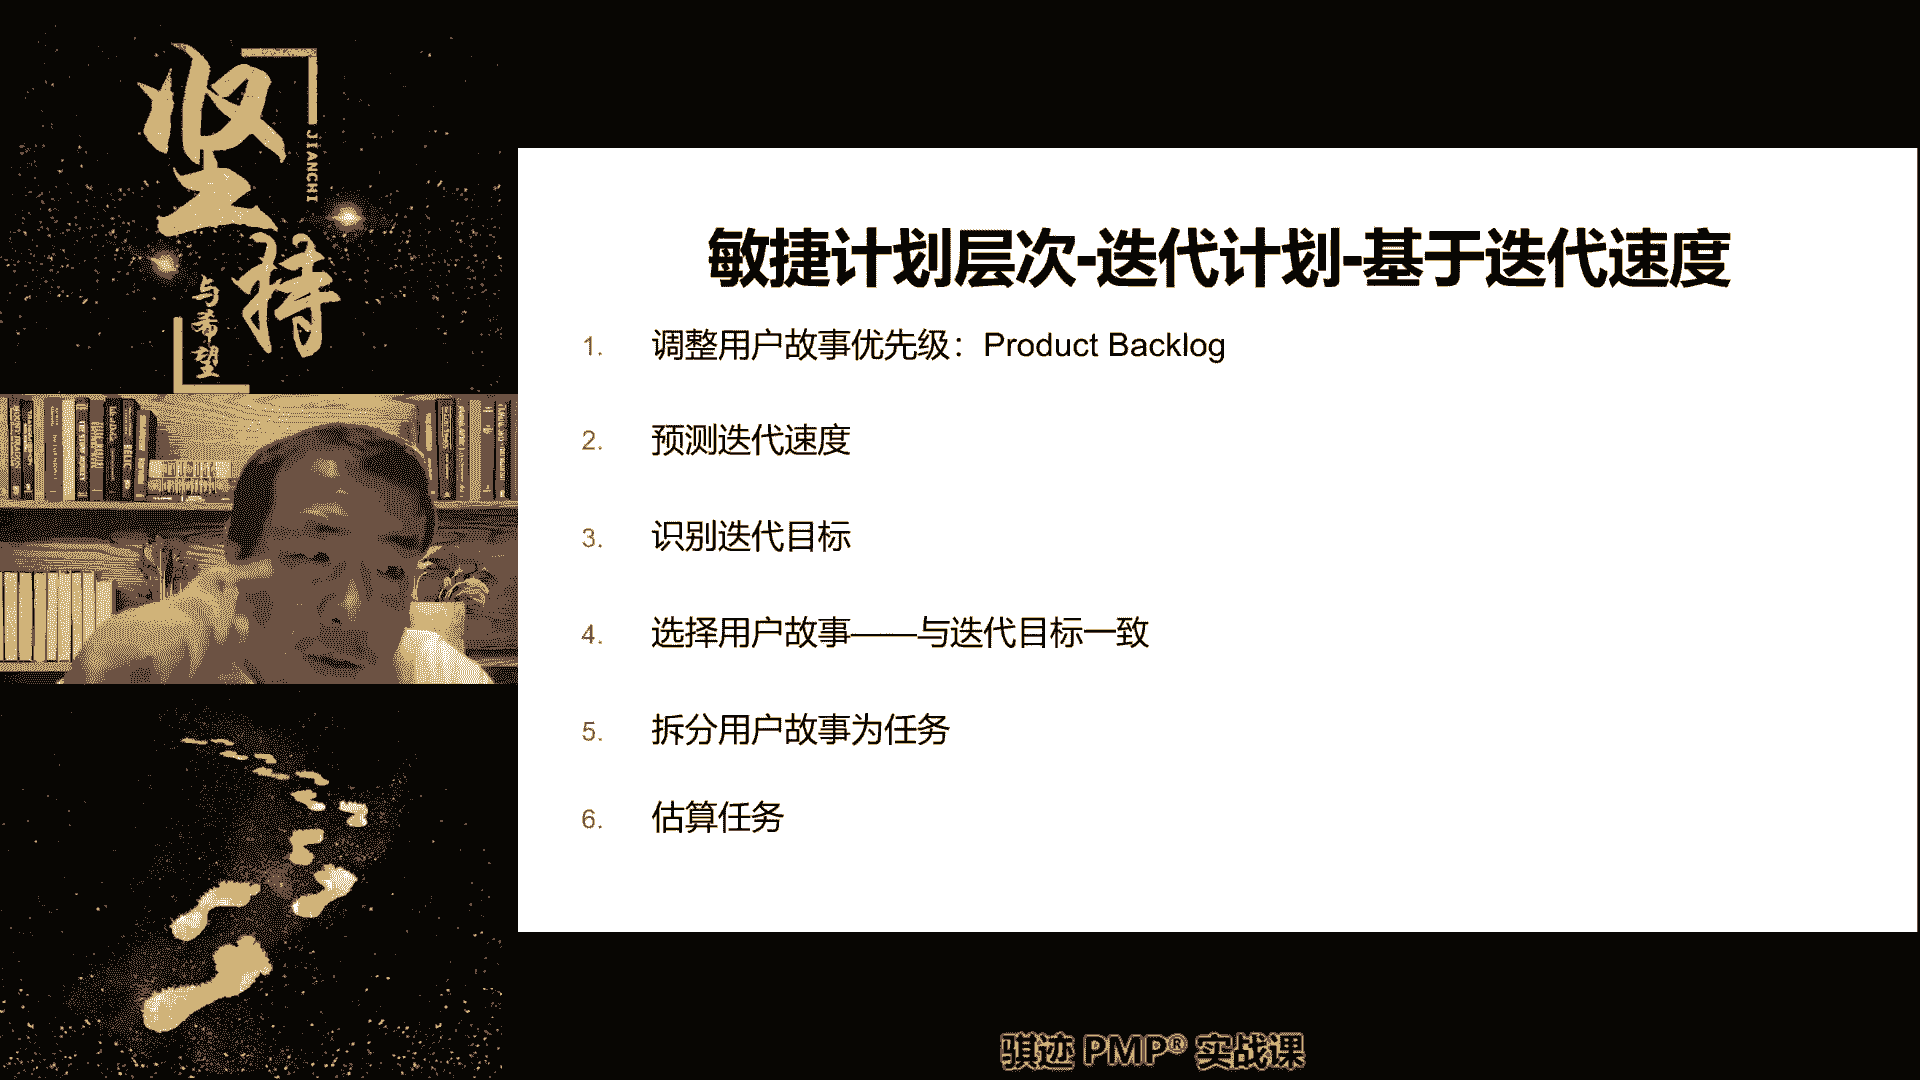 坚持
JIANCHI
与希望
敏捷计划层次-迭代计划-基于迭代速度
1. 调整用户故事优先级：Product Backlog
2. 预测迭代速度
3. 识别迭代目标
4. 选择用户故事——与迭代目标一致
5. 拆分用户故事为任务
6. 估算任务
骐迹 PMP® 实战课